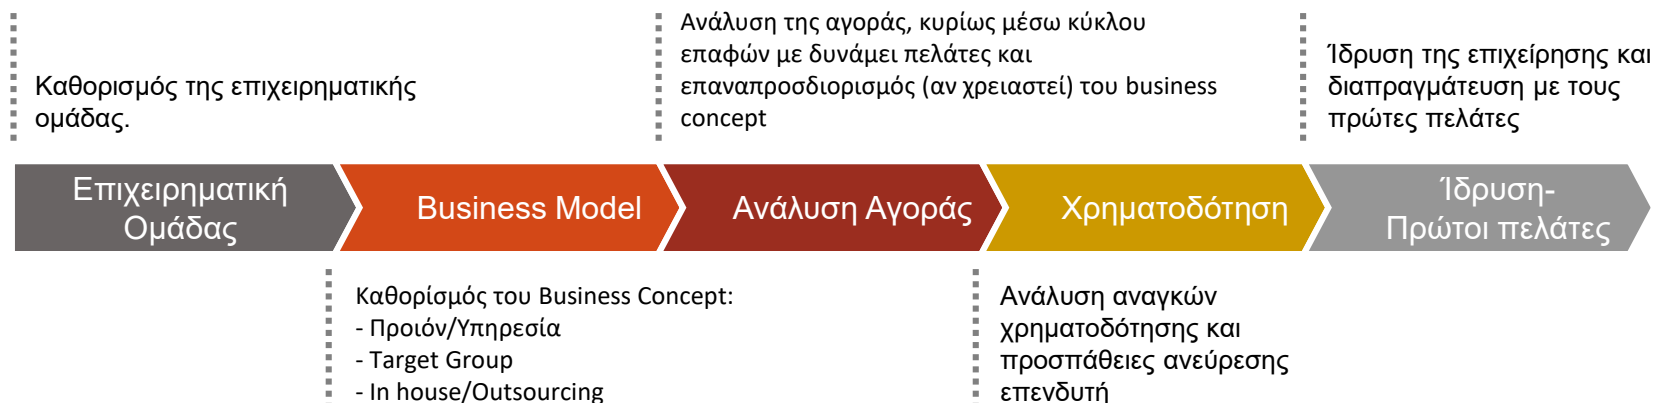 Καθορισμός της επιχειρηματικής
ομάδας.
Ανάλυση της αγοράς, κυρίως μέσω κύκλου
επαφών με δυνάμει πελάτες και
επαναπροσδιορισμός (αν χρειαστεί) του business
concept
Ίδρυση της επιχείρησης και
διαπραγμάτευση με τους
πρώτες πελάτες
Επιχειρηματική
Ομάδας
Business Model
Ανάλυση Αγοράς
Χρηματοδότηση
Ίδρυση-
Πρώτοι πελάτες
Καθορίσμός του Business Concept:
- Προιόν/Υπηρεσία
- Target Group
- In house/Outsourcing
Ανάλυση αναγκών
χρηματοδότησης και
προσπάθειες ανεύρεσης
επενδυτή